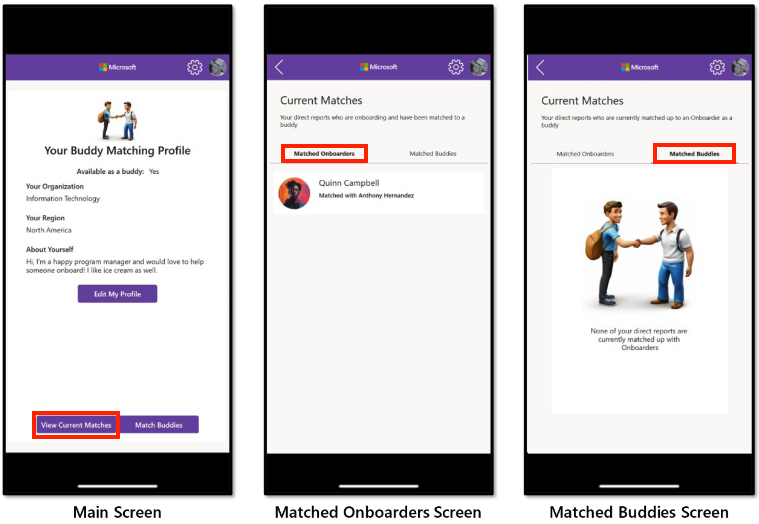 Microsoft
Your Buddy Matching Profile
Available as a buddy: Yes
Your Organization
Information Technology
Your Region
North America
About Yourself
Hi, I'm a happy program manager and would love to help
someone onboard! I like ice cream as well.
Edit My Profile
View Current Matches
Match Buddies
Main Screen
Microsoft
Current Matches
Your direct reports who are onboarding and have been matched to a
buddy
Matched Onboarders
Matched Buddies
Quinn Campbell
Matched with Anthony Hernandez
Matched Onboarders Screen
Microsoft
Current Matches
Your direct reports who are currently matched up to an Onboarder as a
buddy
Matched Onboarders
Matched Buddies
None of your direct reports are
currently matched up with
Onboarders
Matched Buddies Screen